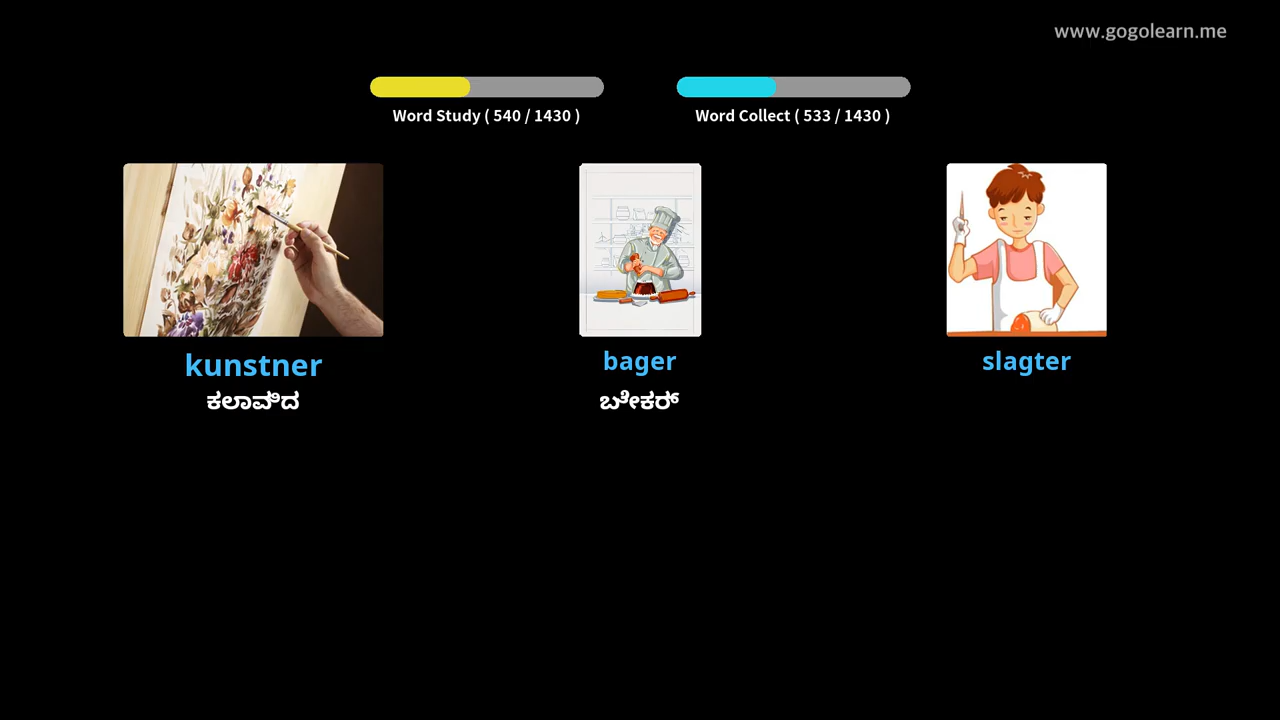 www.gogolearn.me
Word Study ( 540 / 1430 )
Word Collect ( 533 / 1430 )
kunstner
bager
slagter
ಕಲಾವಿದ
ಬೇಕರ್